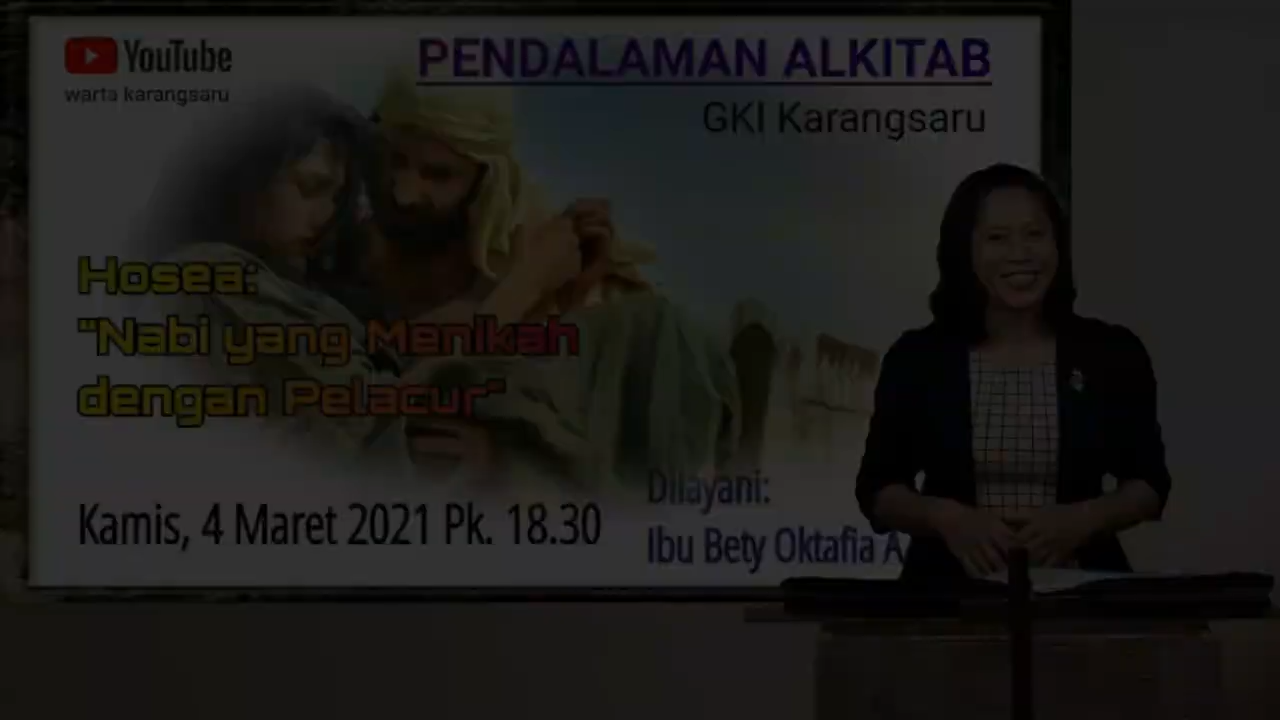 YouTube
warta karangsaru
PENDALAMAN ALKITAB
GKI Karangsaru
Hosea:
"Nabi yang Menikah
dengan Pelacur"
Kamis, 4 Maret 2021 Pk. 18.30
Dilayani:
Ibu Bety Oktafia A